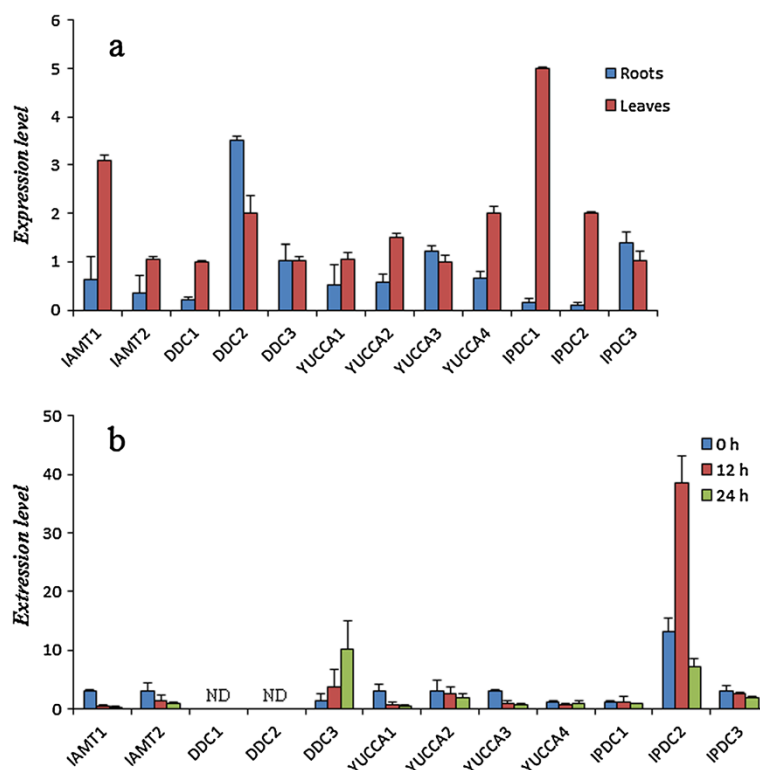 a
6
5
4
3
2
1
0
Expression level
Roots
Leaves
IAMT1
IAMT2
DDC1
DDC2
DDC3
YUCCA1
YUCCA2
YUCCA3
YUCCA4
IPDC1
IPDC2
IPDC3
b
50
40
30
20
10
0
Extression level
0 h
12 h
24 h
ND
ND
IAMT1
IAMT2
DDC1
DDC2
DDC3
YUCCA1
YUCCA2
YUCCA3
YUCCA4
IPDC1
IPDC2
IPDC3